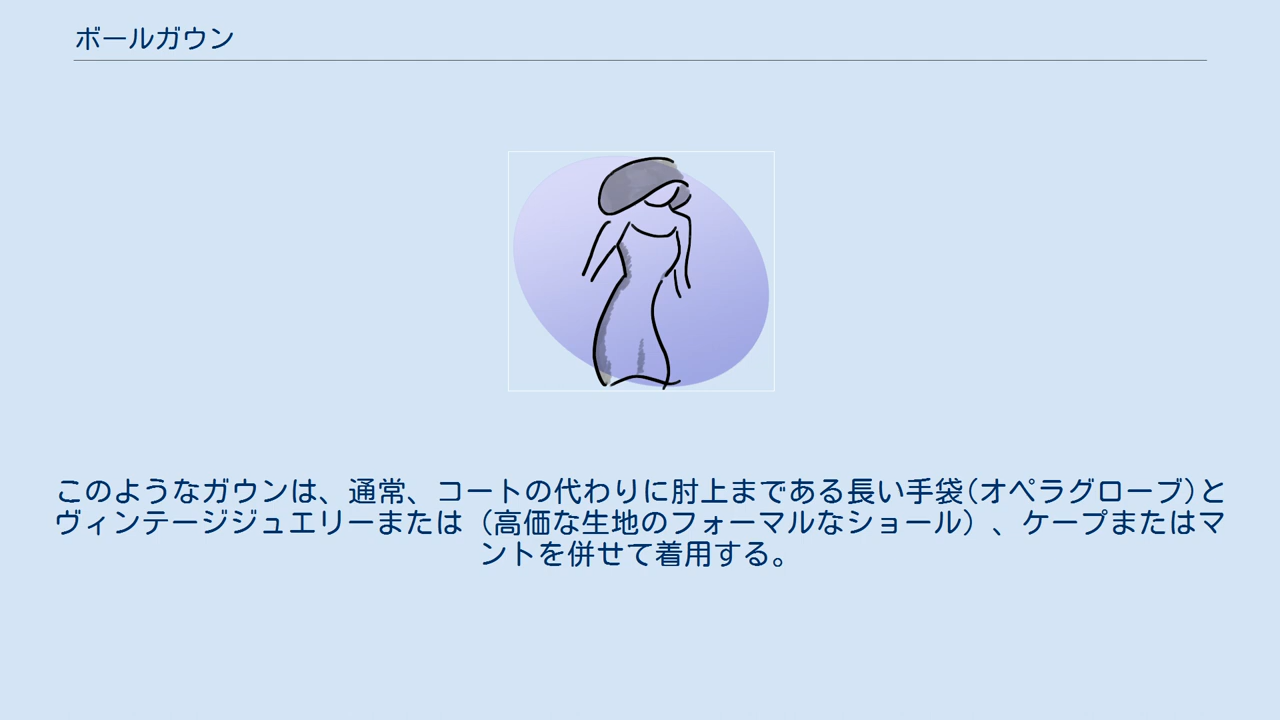 ボールガウン
このようなガウンは、通常、コートの代わりに肘上まである長い手袋(オペラグローブ)と
ヴィンテージジュエリーまたは（高価な生地のフォーマルなショール）、ケープまたはマ
ントを併せて着用する。